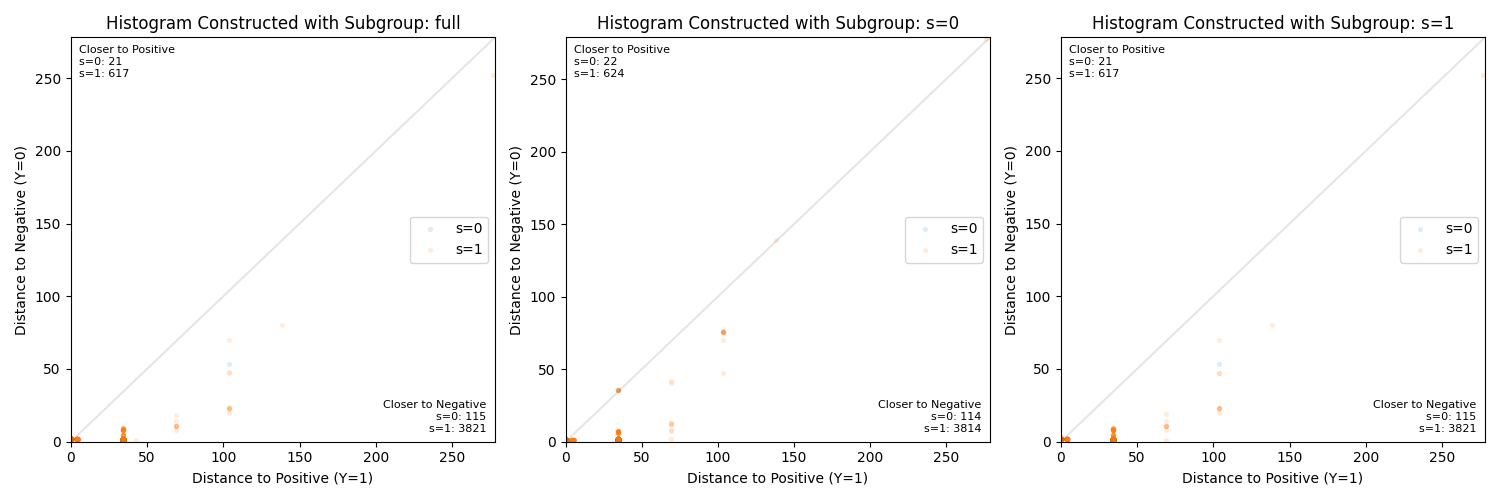 Histogram Constructed with Subgroup: full
Closer to Positive
s=0: 21
s=1: 617
250
200
150
100
50
0
Distance to Negative (Y=0)
s=0
s=1
Closer to Negative
s=0: 115
s=1: 3821
0 50 100 150 200 250
Distance to Positive (Y=1)
Histogram Constructed with Subgroup: s=0
Closer to Positive
s=0: 22
s=1: 624
250
200
150
100
50
0
Distance to Negative (Y=0)
s=0
s=1
Closer to Negative
s=0: 114
s=1: 3814
0 50 100 150 200 250
Distance to Positive (Y=1)
Histogram Constructed with Subgroup: s=1
Closer to Positive
s=0: 21
s=1: 617
250
200
150
100
50
0
Distance to Negative (Y=0)
s=0
s=1
Closer to Negative
s=0: 115
s=1: 3821
0 50 100 150 200 250
Distance to Positive (Y=1)